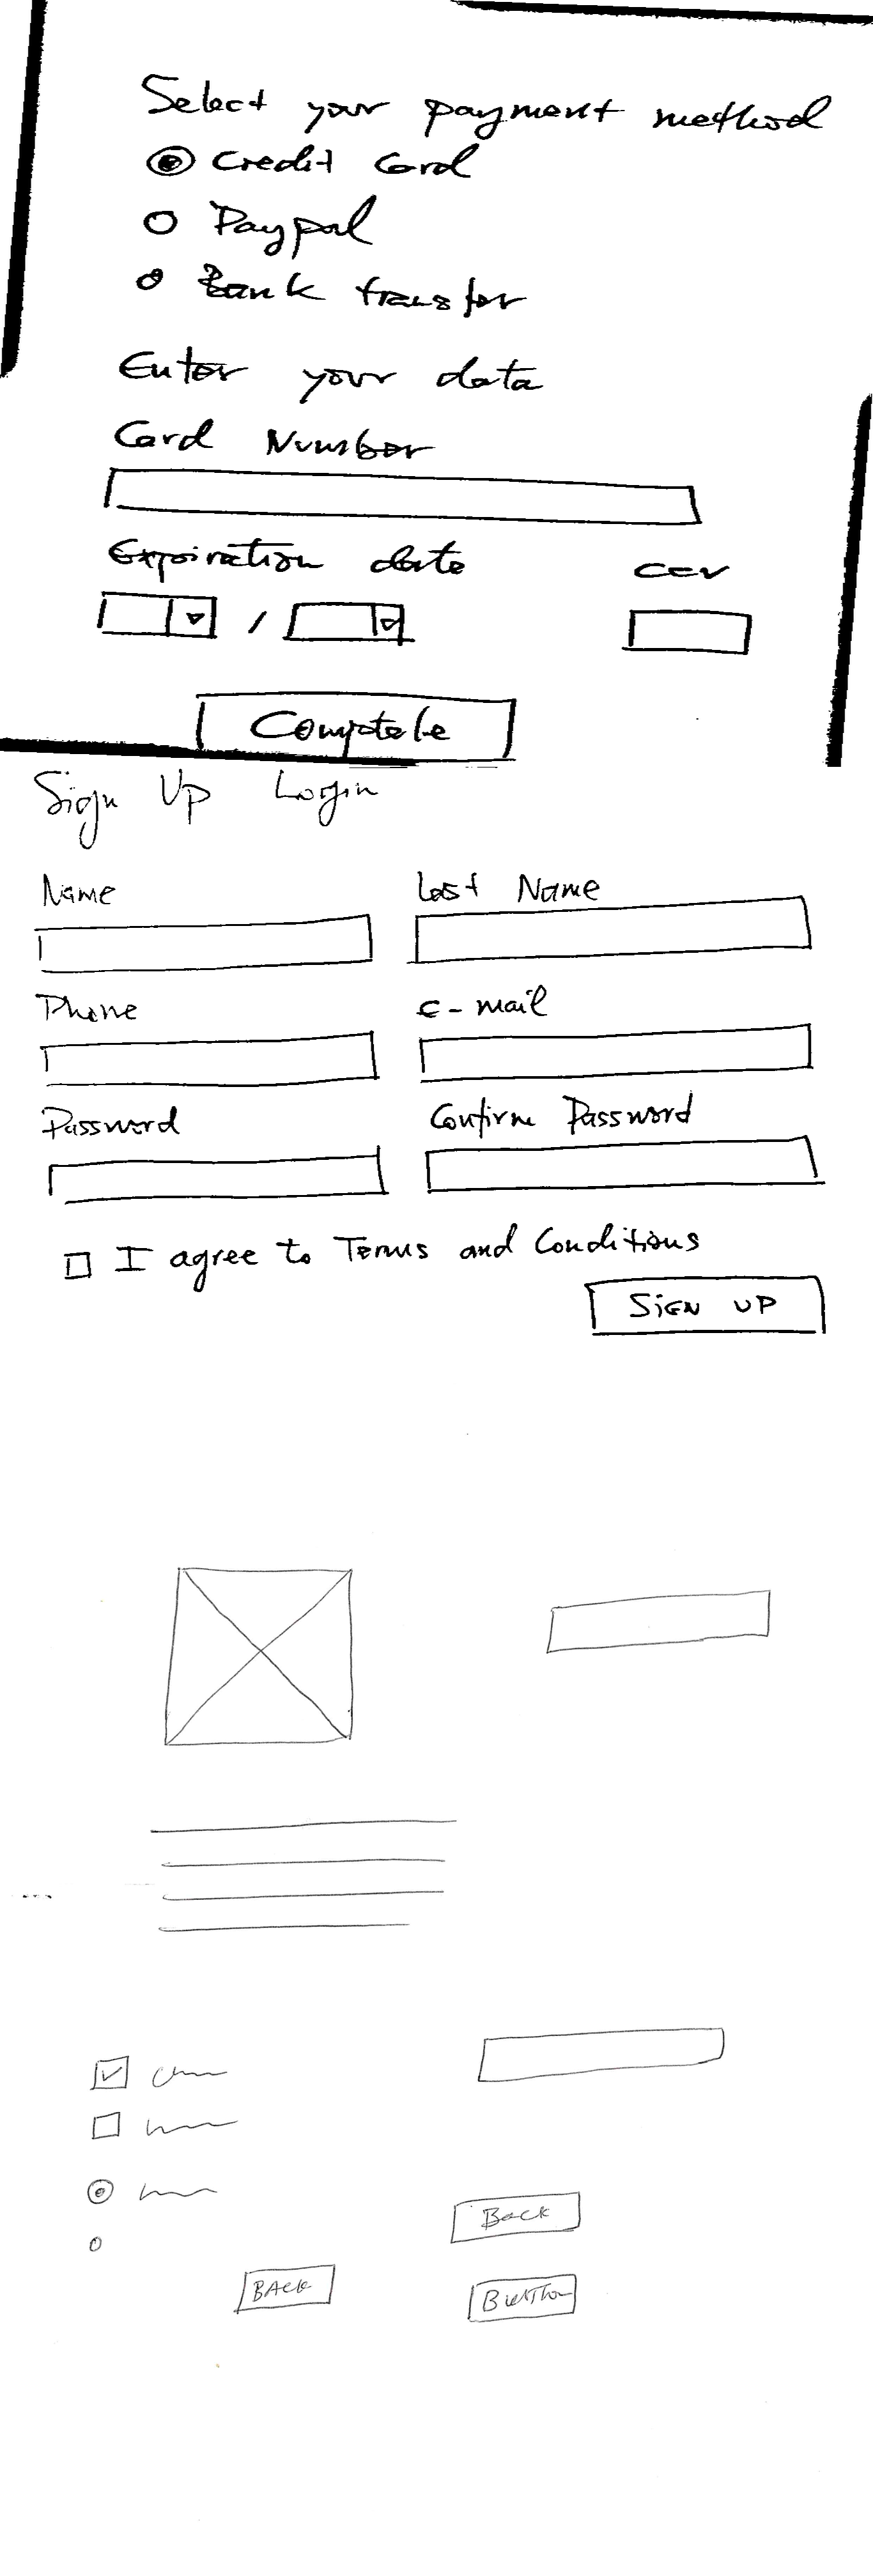 Select your payment method
Credit Card
Paypal
Bank transfer
Enter your data
Card Number
Expiration date ccv
/
Complete
Sign Up Login
Name Last Name
Phone e-mail
Password Confirm Password
I agree to Terms and Conditions
SIGN UP
Back
BACK
Button